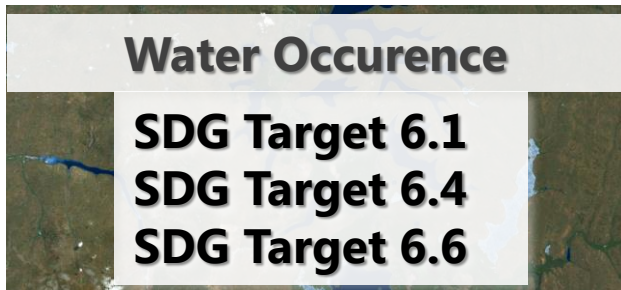 Water Occurence
SDG Target 6.1
SDG Target 6.4
SDG Target 6.6